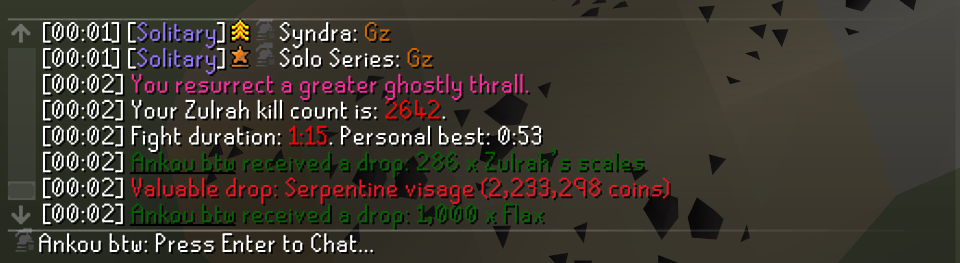 [00:01] [Solitary] Syndra: Gz
[00:01] [Solitary] Solo Series: Gz
[00:02] You resurrect a greater ghostly thrall.
[00:02] Your Zulrah kill count is: 2642.
[00:02] Fight duration: 1:15. Personal best: 0:53
[00:02] Ankou btw received a drop: 286 x Zulrah's scales
[00:02] Valuable drop: Serpentine visage (2,233,298 coins)
[00:02] Ankou btw received a drop: 1,000 x Flax
Ankou btw: Press Enter to Chat...